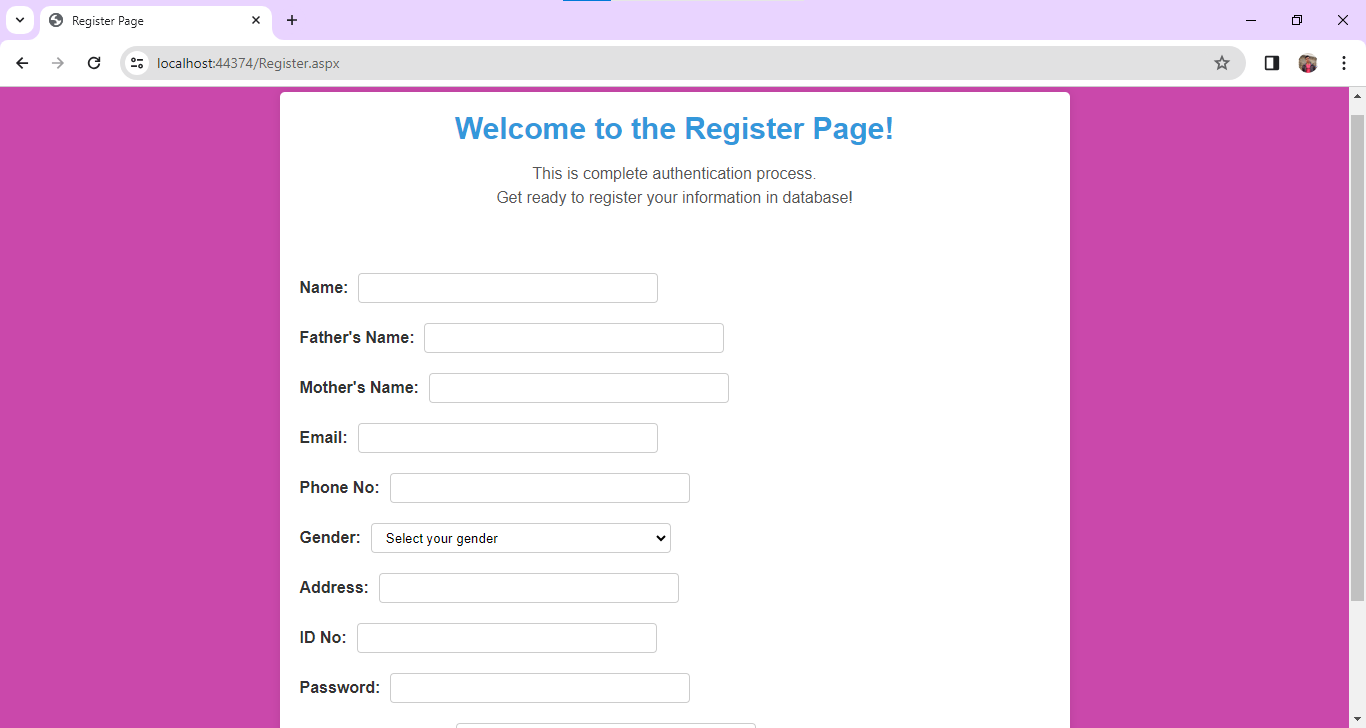 Register Page
localhost:44374/Register.aspx
Welcome to the Register Page!
This is complete authentication process.
Get ready to register your information in database!
Name:
Father's Name:
Mother's Name:
Email:
Phone No:
Gender: Select your gender
Address:
ID No:
Password: